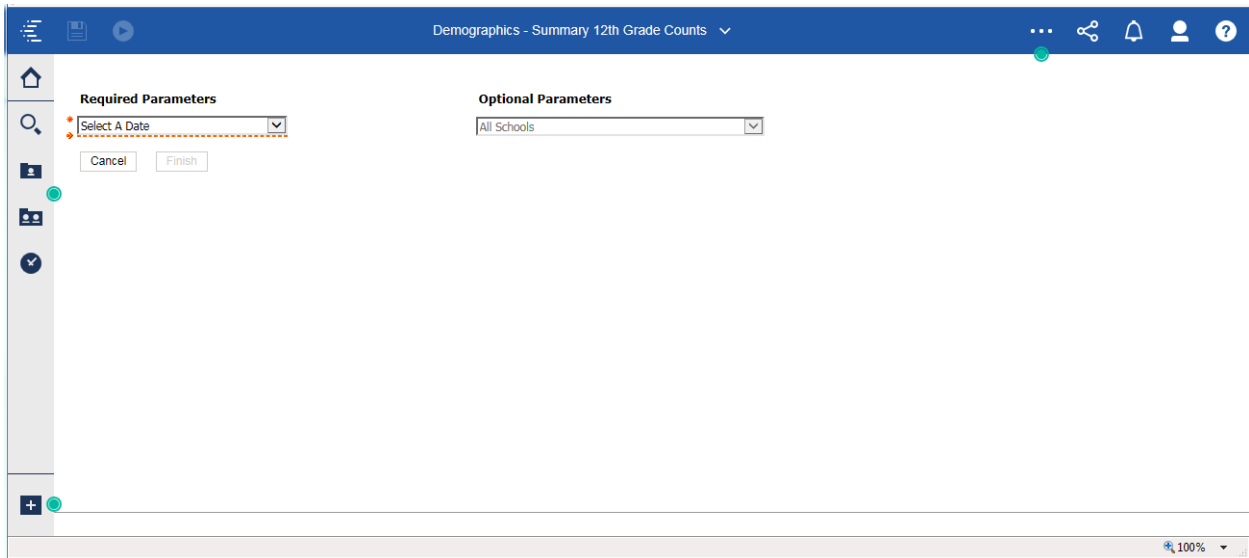 Demographics - Summary 12th Grade Counts
Required Parameters
Optional Parameters
Select A Date
All Schools
Cancel
Finish
100%